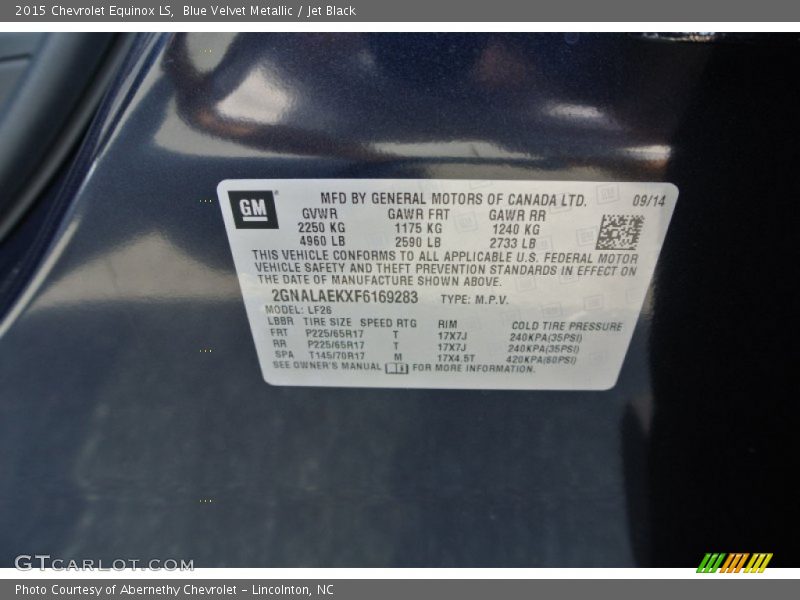 2015 Chevrolet Equinox LS, Blue Velvet Metallic / Jet Black
GM MFD BY GENERAL MOTORS OF CANADA LTD. 09/14
GVWR GAWR FRT GAWR RR
2250 KG 1175 KG 1240 KG
4960 LB 2590 LB 2733 LB
THIS VEHICLE CONFORMS TO ALL APPLICABLE U.S. FEDERAL MOTOR
VEHICLE SAFETY AND THEFT PREVENTION STANDARDS IN EFFECT ON
THE DATE OF MANUFACTURE SHOWN ABOVE.
2GNALAEKXF6169283 TYPE: M.P.V.
MODEL: LF26
LBBR TIRE SIZE SPEED RTG RIM COLD TIRE PRESSURE
FRT P225/65R17 T 17X7J 240KPA(35PSI)
RR P225/65R17 T 17X7J 240KPA(35PSI)
SPA T145/70R17 M 17X4.5T 420KPA(60PSI)
SEE OWNER'S MANUAL FOR MORE INFORMATION.
GTCARLOT.COM
Photo Courtesy of Abernethy Chevrolet – Lincolnton, NC